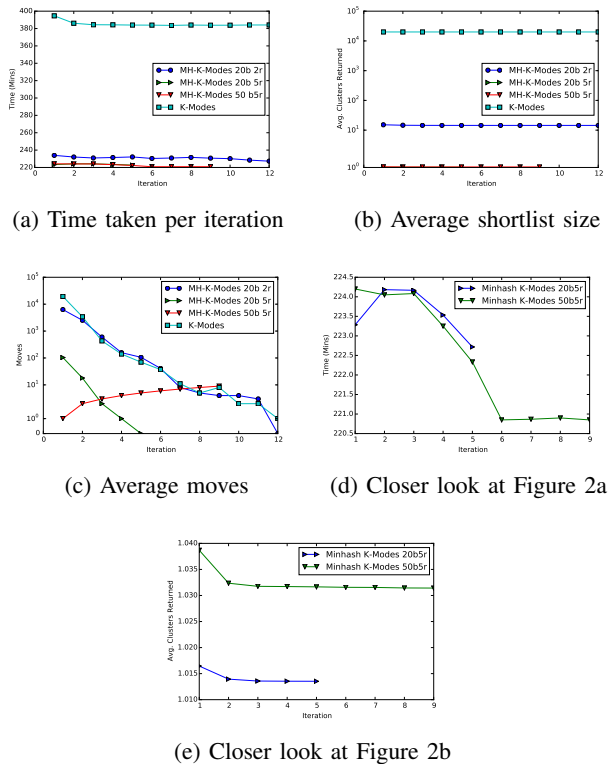 400
380
360
340
320
300
280
260
240
220
Time (Mins)
0 2 4 6 8 10 12
Iteration
MH-K-Modes 20b 2r
MH-K-Modes 20b 5r
MH-K-Modes 50 b5r
K-Modes
(a) Time taken per iteration
10^5
10^4
10^3
10^2
10^1
10^0
Avg. Clusters Returned
0 2 4 6 8 10 12
Iteration
MH-K-Modes 20b 2r
MH-K-Modes 20b 5r
MH-K-Modes 50b 5r
K-Modes
(b) Average shortlist size
10^5
10^4
10^3
10^2
10^1
10^0
Moves
0 2 4 6 8 10 12
Iteration
MH-K-Modes 20b 2r
MH-K-Modes 20b 5r
MH-K-Modes 50b 5r
K-Modes
(c) Average moves
224.5
224.0
223.5
223.0
222.5
222.0
221.5
221.0
220.5
Time (Mins)
1 2 3 4 5 6 7 8 9
Iteration
Minhash K-Modes 20b5r
Minhash K-Modes 50b5r
(d) Closer look at Figure 2a
1.040
1.035
1.030
1.025
1.020
1.015
1.010
Avg. Clusters Returned
1 2 3 4 5 6 7 8 9
Iteration
Minhash K-Modes 20b5r
Minhash K-Modes 50b5r
(e) Closer look at Figure 2b